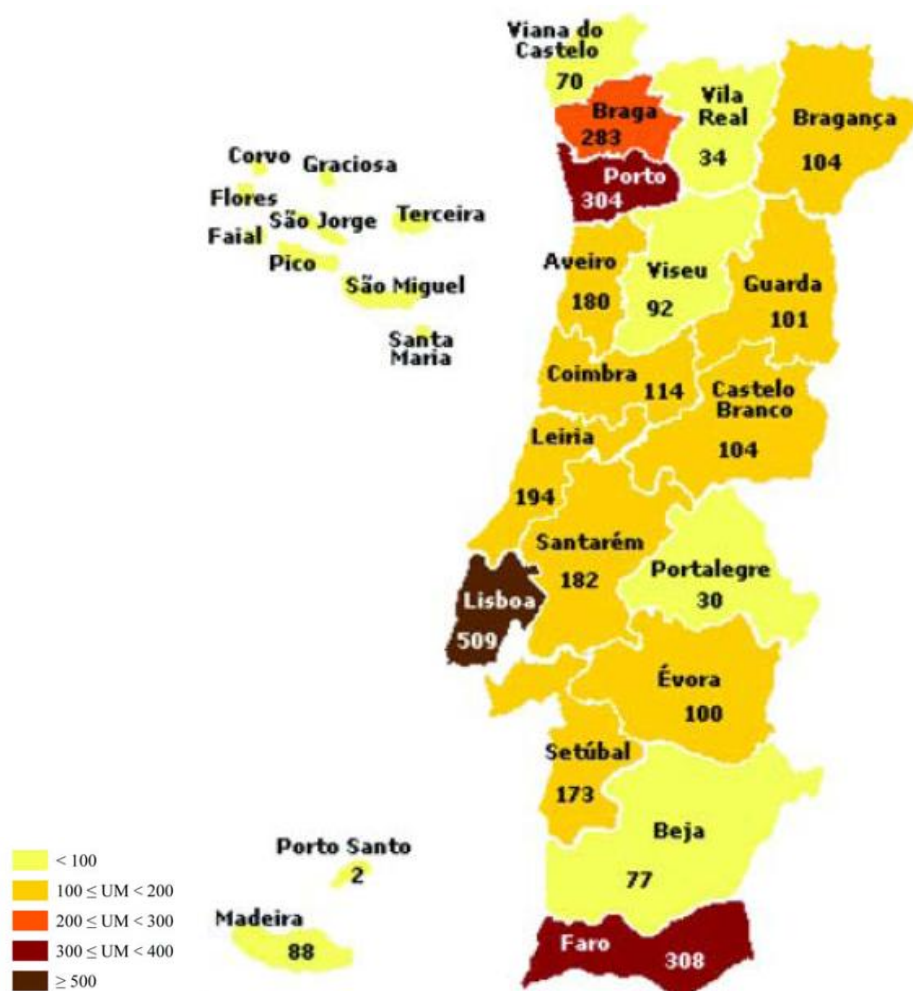 Viana do
Castelo
70
Braga
283
Vila
Real
34
Bragança
104
Porto
304
Corvo
Graciosa
Flores
São Jorge
Terceira
Faial
Pico
São Miguel
Santa
Maria
Aveiro
180
Viseu
92
Guarda
101
Coimbra
114
Castelo
Branco
104
Leiria
194
Santarém
182
Portalegre
30
Lisboa
509
Évora
100
Setúbal
173
Beja
77
Faro
308
Porto Santo
2
Madeira
88
< 100
100 ≤ UM < 200
200 ≤ UM < 300
300 ≤ UM < 400
≥ 500